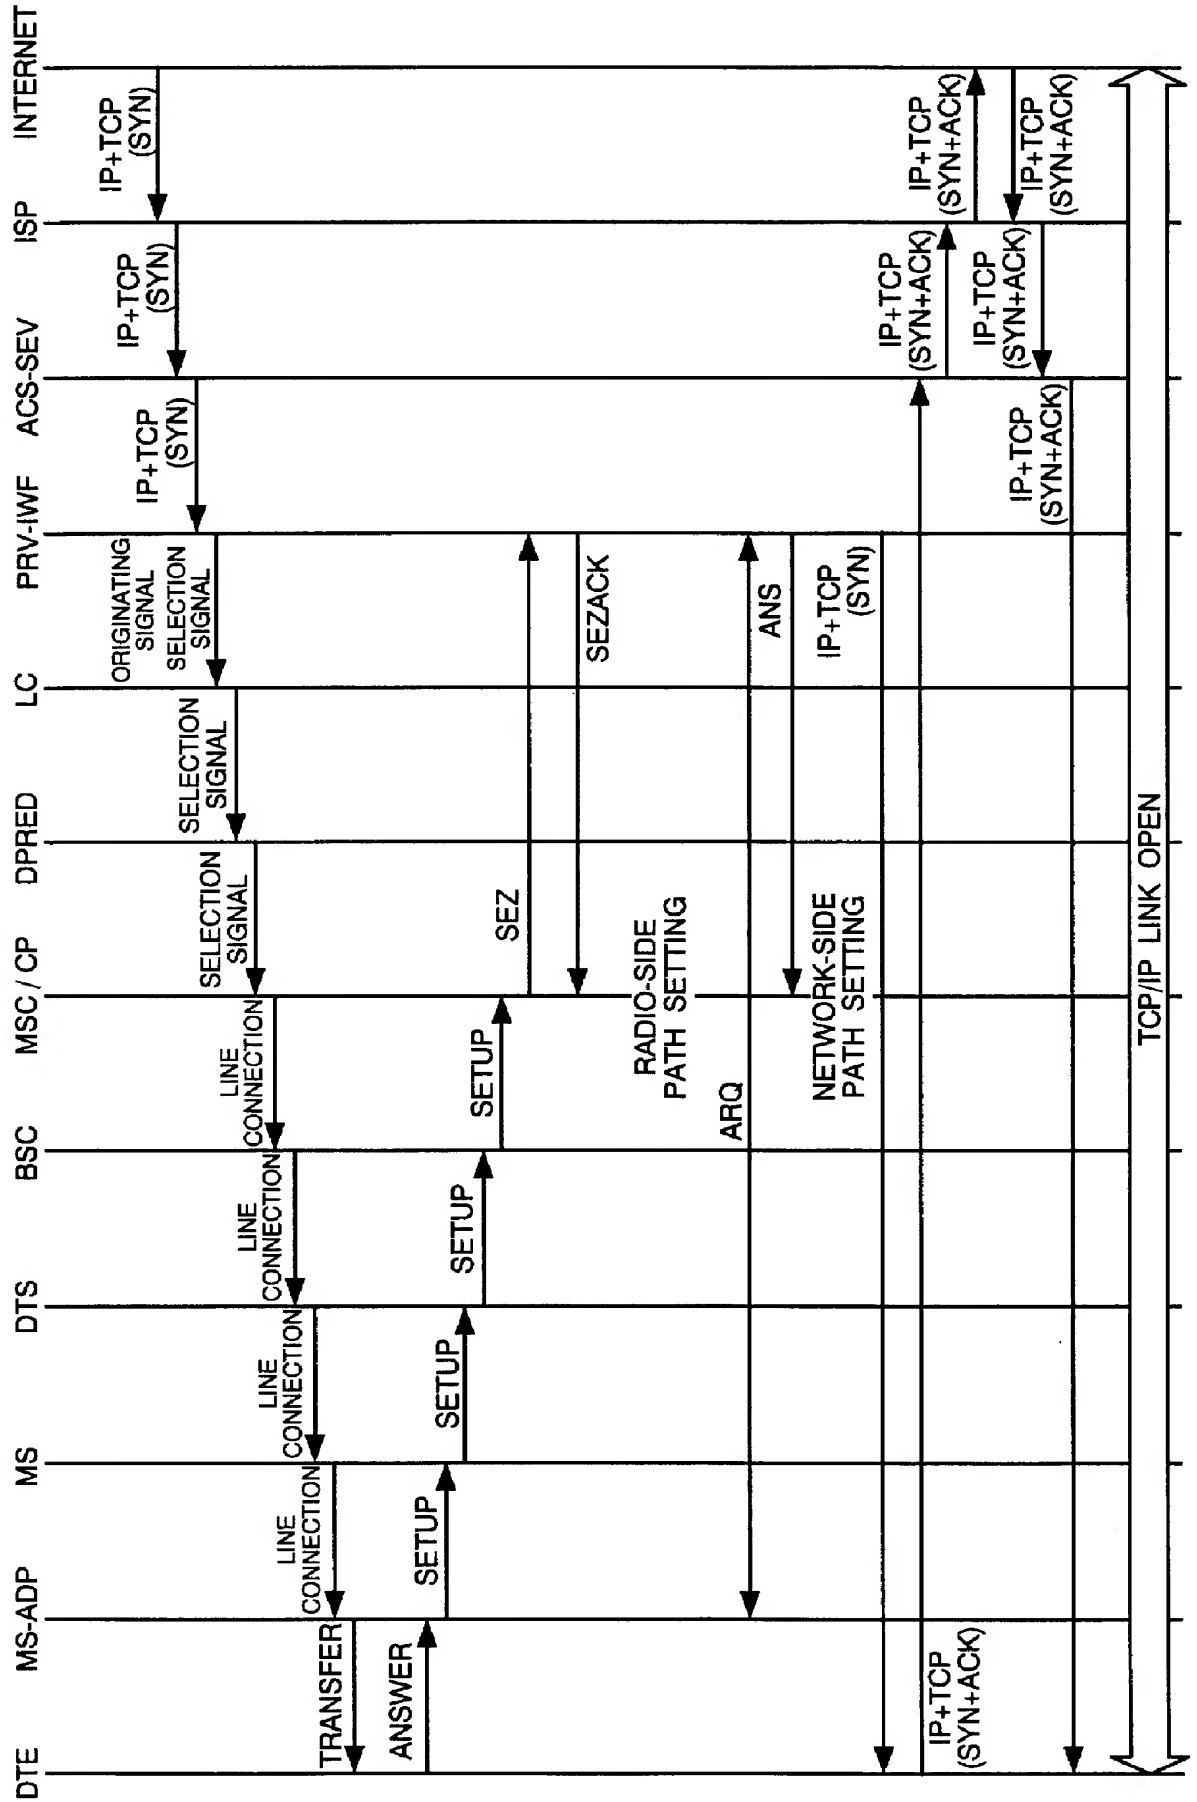 DTE
MS-ADP
MS
DTS
BSC
MSC / CP
DPRED
LC
PRV-IWF
ACS-SEV
ISP
INTERNET
IP+TCP
(SYN)
IP+TCP
(SYN)
IP+TCP
(SYN)
ORIGINATING
SIGNAL
SELECTION
SIGNAL
SELECTION
SIGNAL
SELECTION
SIGNAL
LINE
CONNECTION
LINE
CONNECTION
LINE
CONNECTION
LINE
CONNECTION
TRANSFER
ANSWER
SETUP
SETUP
SETUP
SETUP
SEZ
SEZACK
RADIO-SIDE
PATH SETTING
ARQ
ANS
NETWORK-SIDE
PATH SETTING
IP+TCP
(SYN)
IP+TCP
(SYN+ACK)
IP+TCP
(SYN+ACK)
IP+TCP
(SYN+ACK)
IP+TCP
(SYN+ACK)
IP+TCP
(SYN+ACK)
IP+TCP
(SYN+ACK)
TCP/IP LINK OPEN